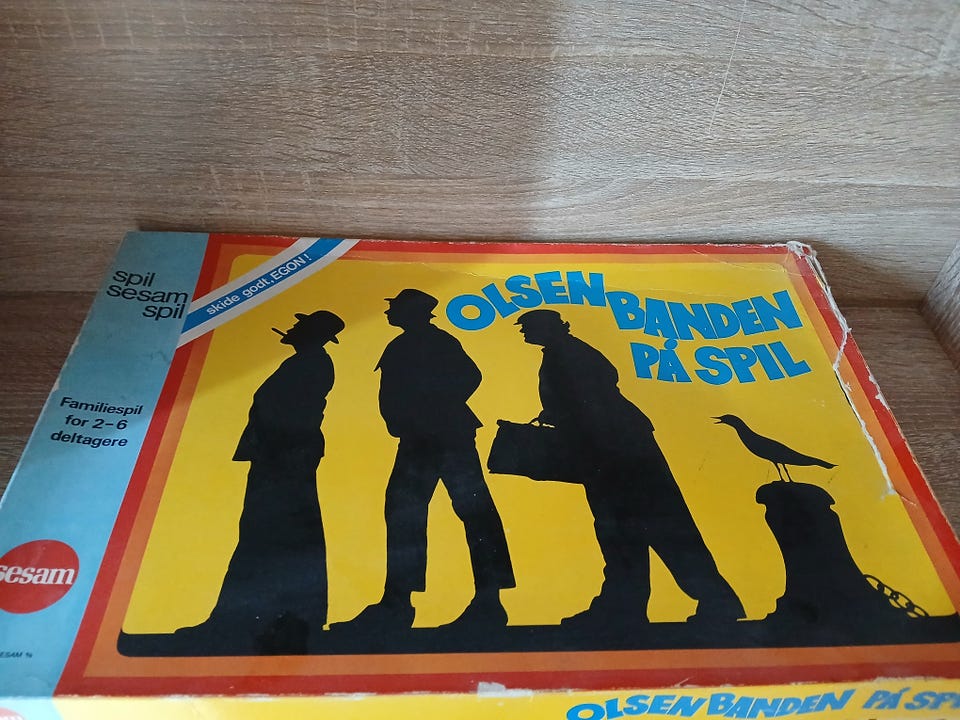 spil
sesam
spil
skide godt, EGON!
OLSEN BANDEN
PÅ SPIL
Familiespil
for 2-6
deltagere
sesam
OLSEN BANDEN PÅ